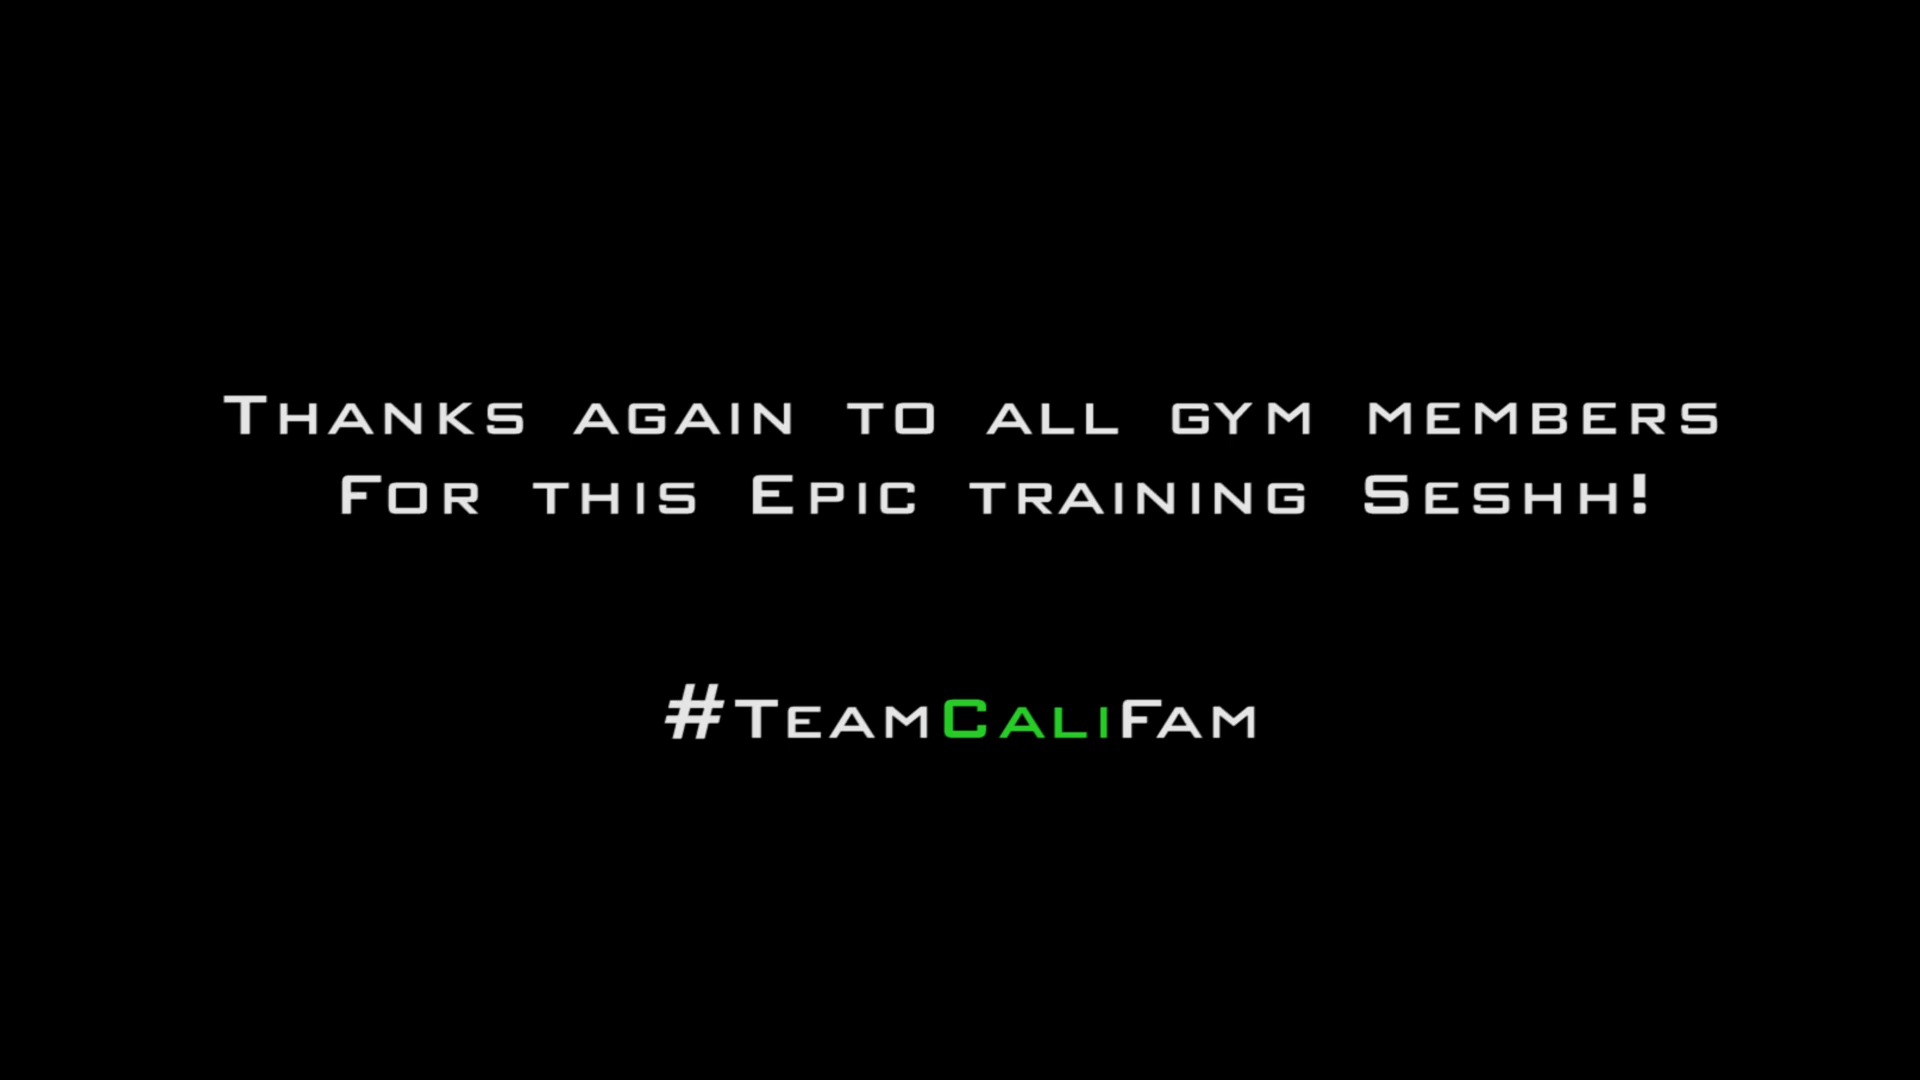 Thanks again to all gym members
For this Epic training Seshh!
#TeamCaliFam